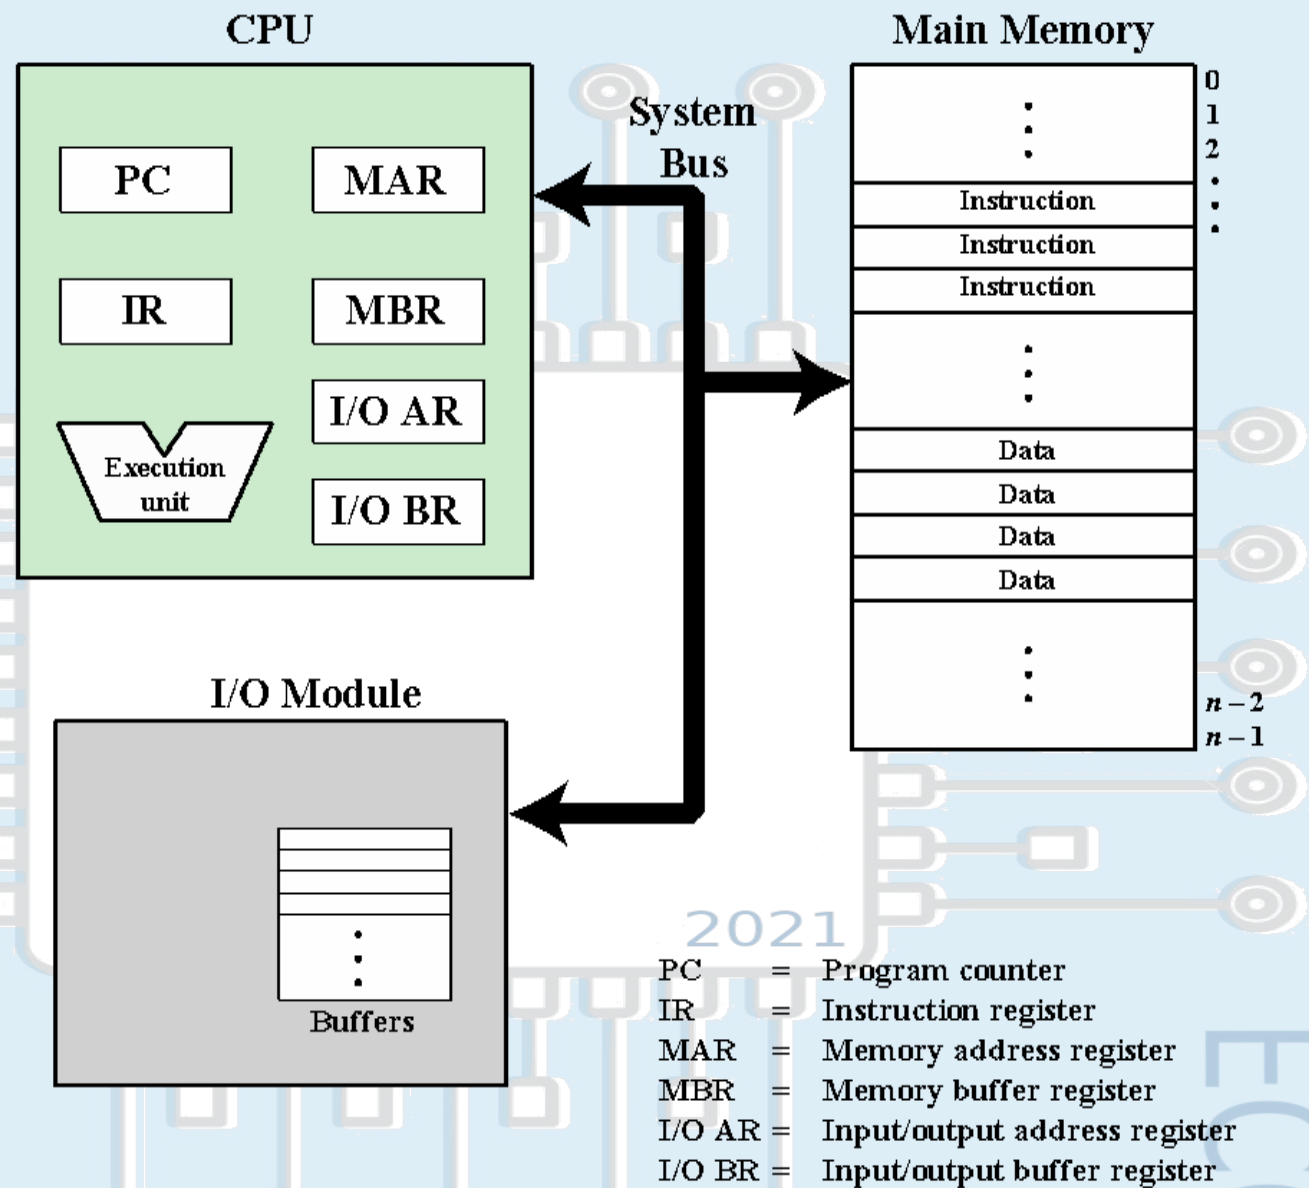 CPU
PC
MAR
IR
MBR
I/O AR
I/O BR
Execution
unit
System
Bus
Main Memory
0
1
2
Instruction
Instruction
Instruction
Data
Data
Data
Data
n – 2
n – 1
I/O Module
Buffers
2021
PC = Program counter
IR = Instruction register
MAR = Memory address register
MBR = Memory buffer register
I/O AR = Input/output address register
I/O BR = Input/output buffer register